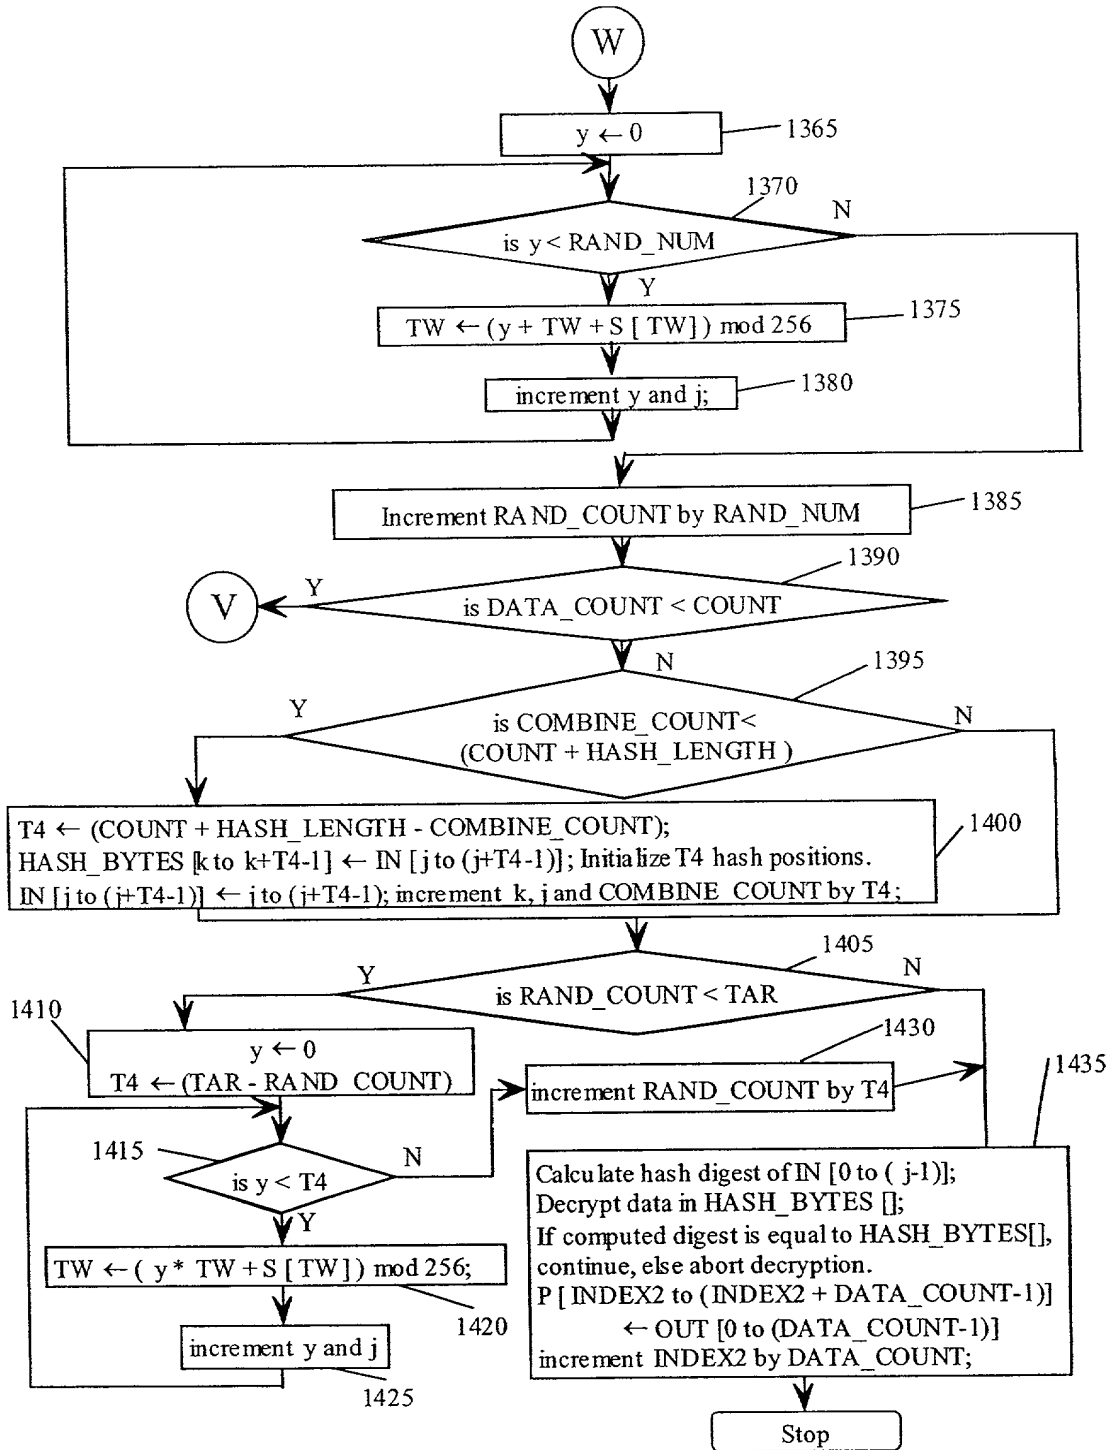 W
y ← 0
1365
1370
N
is y < RAND_NUM
Y
1375
TW ← (y + TW + S [ TW] ) mod 256
1380
increment y and j;
1385
Increment RAND_COUNT by RAND_NUM
1390
Y
V
is DATA_COUNT < COUNT
N
1395
Y
N
is COMBINE_COUNT<
(COUNT + HASH_LENGTH )
1400
T4 ← (COUNT + HASH_LENGTH - COMBINE_COUNT);
HASH_BYTES [k to k+T4-1] ← IN [j to (j+T4-1)] ; Initialize T4 hash positions.
IN [j to (j+T4-1)] ← j to (j+T4-1); increment k, j and COMBINE_COUNT by T4;
1405
Y
N
is RAND_COUNT < TAR
1410
y ← 0
T4 ← (TAR - RAND_COUNT)
1430
increment RAND_COUNT by T4
1435
1415
N
is y < T4
Y
TW ← ( y* TW + S [ TW] ) mod 256;
1420
increment y and j
1425
Calculate hash digest of IN [0 to ( j-1)];
Decrypt data in HASH_BYTES [];
If computed digest is equal to HASH_BYTES[],
continue, else abort decryption.
P [ INDEX2 to (INDEX2 + DATA_COUNT-1)]
← OUT [0 to (DATA_COUNT-1)]
increment INDEX2 by DATA_COUNT;
Stop